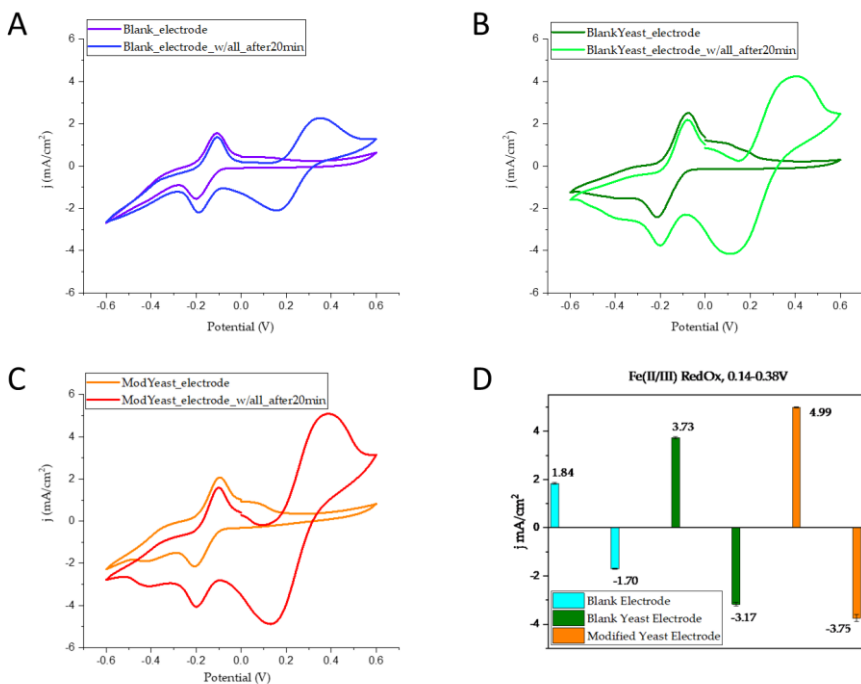 A
Blank_electrode
Blank_electrode_w/all_after20min
6
4
2
0
-2
-4
-6
j (mA/cm²)
-0.6 -0.4 -0.2 0.0 0.2 0.4 0.6
Potential (V)
B
BlankYeast_electrode
BlankYeast_electrode_w/all_after20min
6
4
2
0
-2
-4
-6
j (mA/cm²)
-0.6 -0.4 -0.2 0.0 0.2 0.4 0.6
Potential (V)
C
ModYeast_electrode
ModYeast_electrode_w/all_after20min
6
4
2
0
-2
-4
-6
j (mA/cm²)
-0.6 -0.4 -0.2 0.0 0.2 0.4 0.6
Potential (V)
D
Fe(II/III) RedOx, 0.14-0.38V
4
2
0
-2
-4
j mA/cm²
1.84
-1.70
3.73
-3.17
4.99
-3.75
Blank Electrode
Blank Yeast Electrode
Modified Yeast Electrode